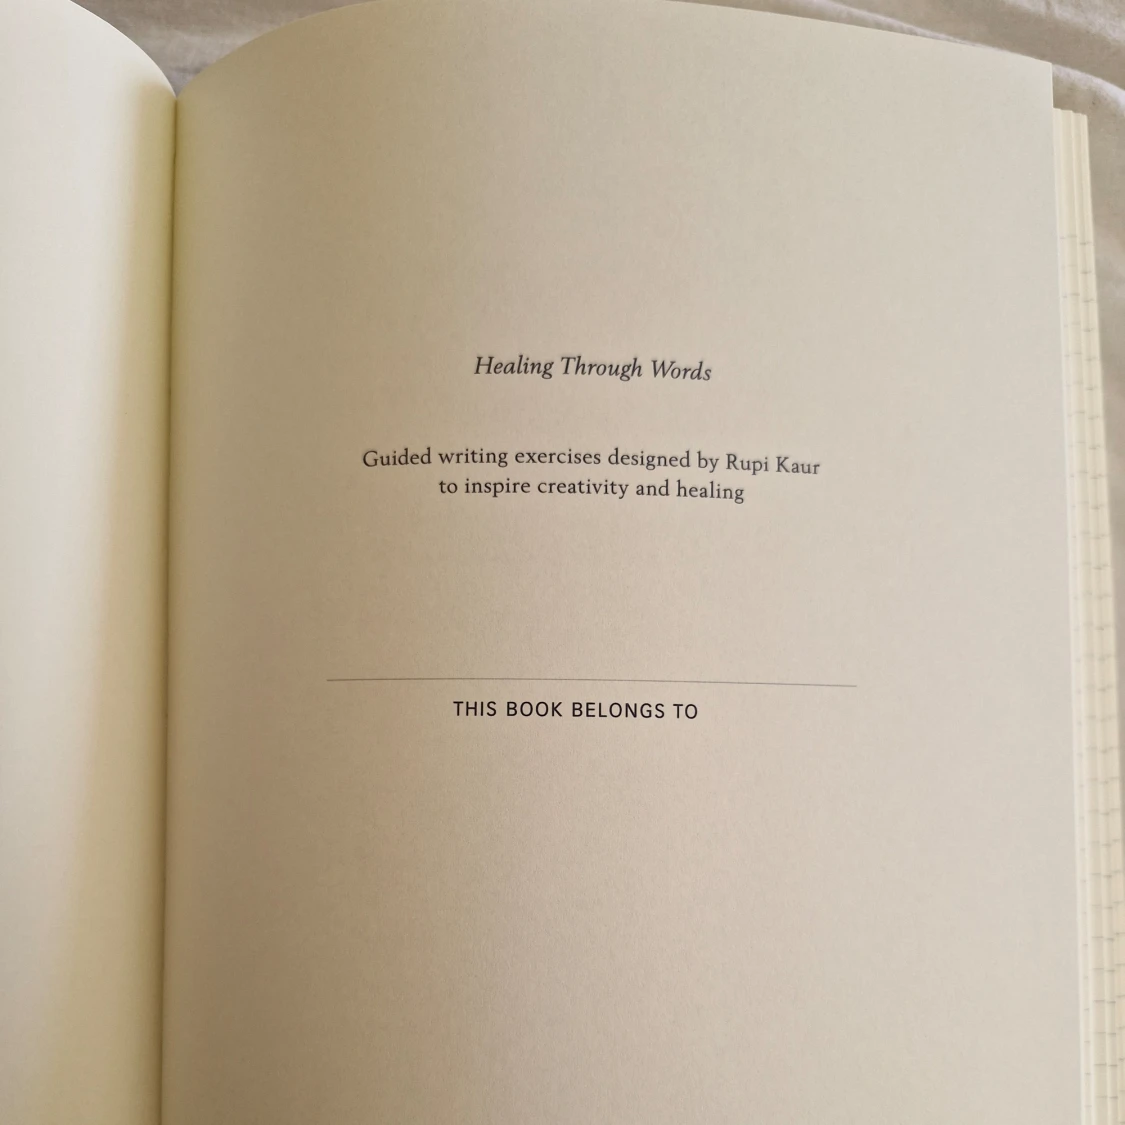 Healing Through Words
Guided writing exercises designed by Rupi Kaur
to inspire creativity and healing
THIS BOOK BELONGS TO